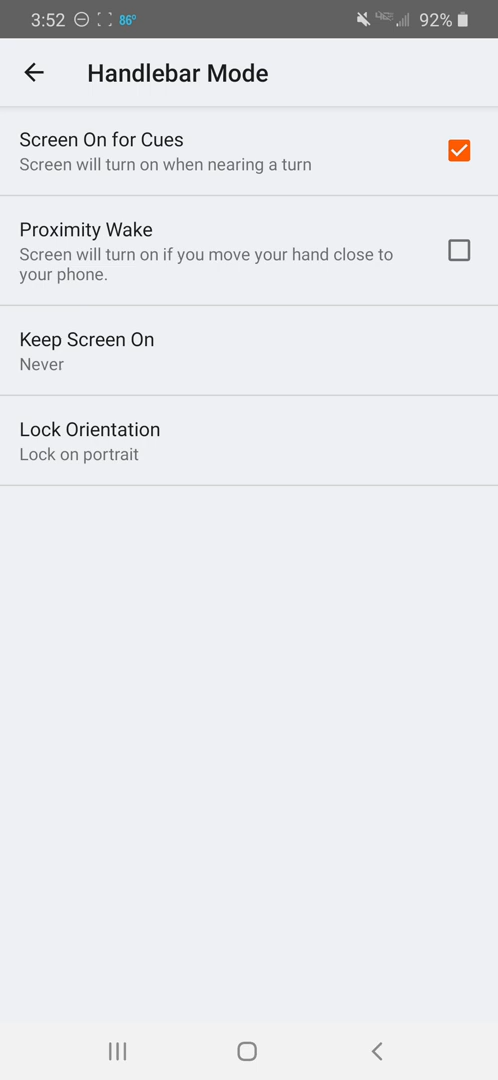 3:52 86° 92%
Handlebar Mode
Screen On for Cues
Screen will turn on when nearing a turn
Proximity Wake
Screen will turn on if you move your hand close to
your phone.
Keep Screen On
Never
Lock Orientation
Lock on portrait